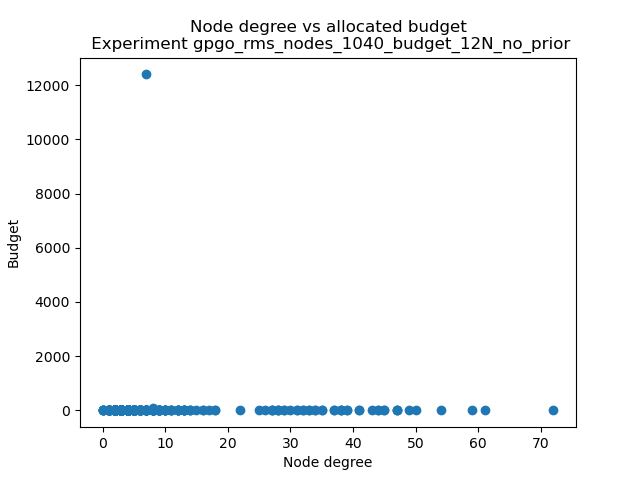 Node degree vs allocated budget
Experiment gpgo_rms_nodes_1040_budget_12N_no_prior
12000
10000
8000
6000
4000
2000
0
Budget
0 10 20 30 40 50 60 70
Node degree